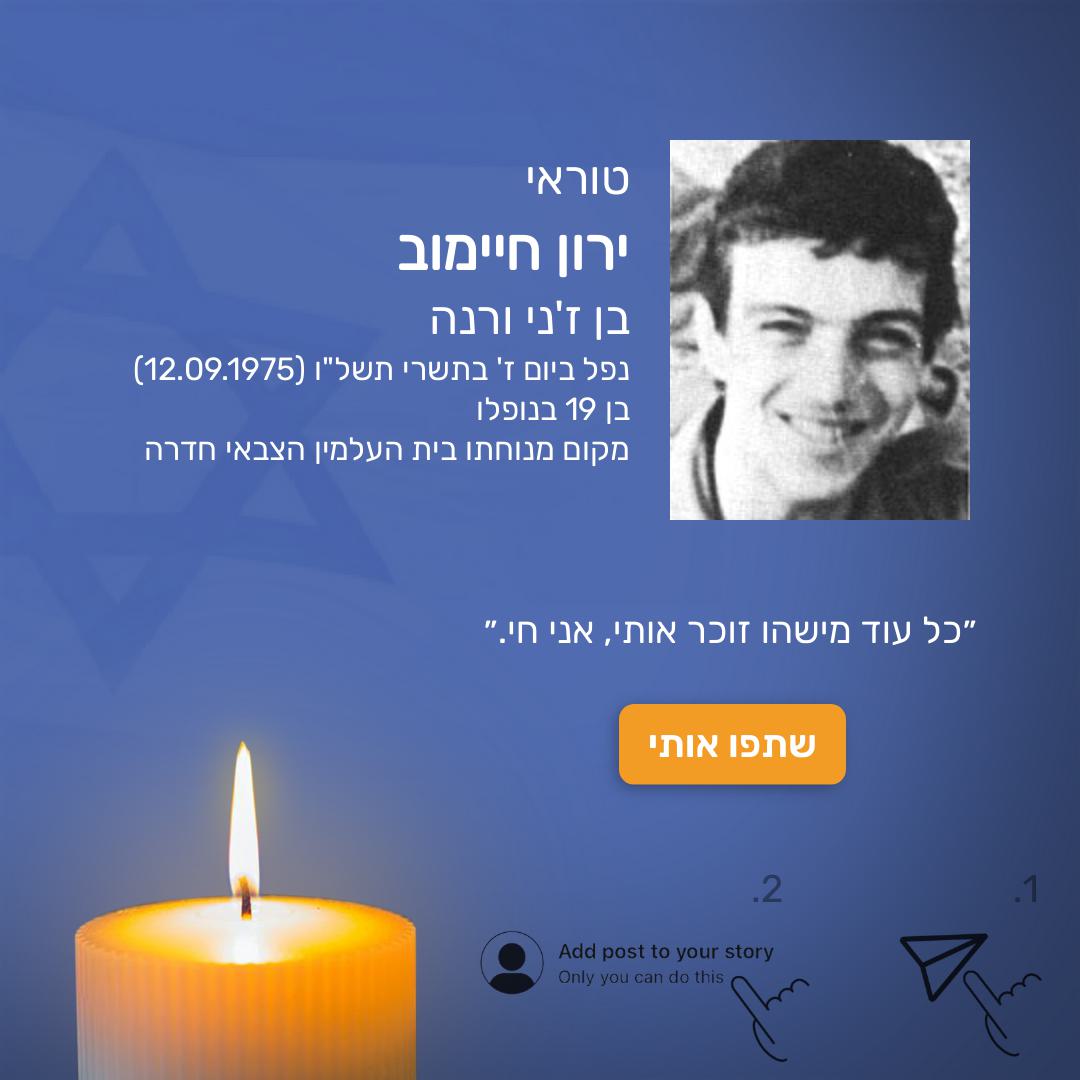 טוראי
ירון חיימוב
בן ז'ני ורנה
נפל ביום ז' בתשרי תשל"ו (12.09.1975)
בן 19 בנופלו
מקום מנוחתו בית העלמין הצבאי חדרה
״כל עוד מישהו זוכר אותי, אני חי.״
שתפו אותי
1.
2.
Add post to your story
Only you can do this